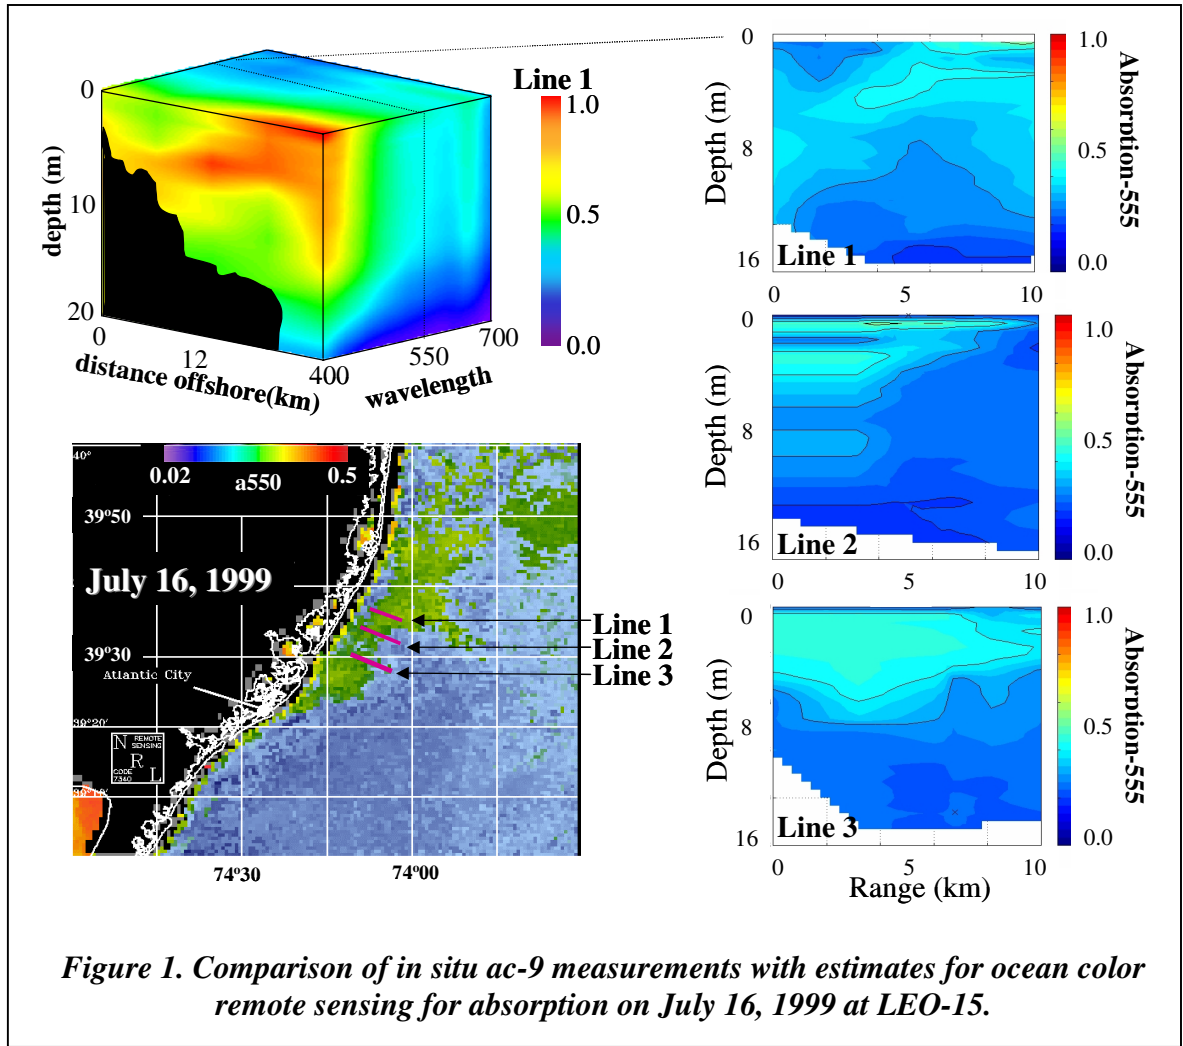 Line 1
0
10
20
depth (m)
0
12
400
distance offshore(km)
550
700
wavelength
1.0
0.5
0.0
0
8
16
Depth (m)
Line 1
0
5
10
1.0
0.5
0.0
Absorption-555
0
8
16
Depth (m)
Line 2
0
5
10
1.0
0.5
0.0
Absorption-555
0
8
16
Depth (m)
Line 3
0
5
10
Range (km)
1.0
0.5
0.0
Absorption-555
40°
0.02
a550
0.5
39°50
July 16, 1999
39°30
Atlantic City
39°20'
N REMOTE
SENSING
R
CODE
7340
L
74°30
74°00
Line 1
Line 2
Line 3
Figure 1. Comparison of in situ ac-9 measurements with estimates for ocean color
remote sensing for absorption on July 16, 1999 at LEO-15.